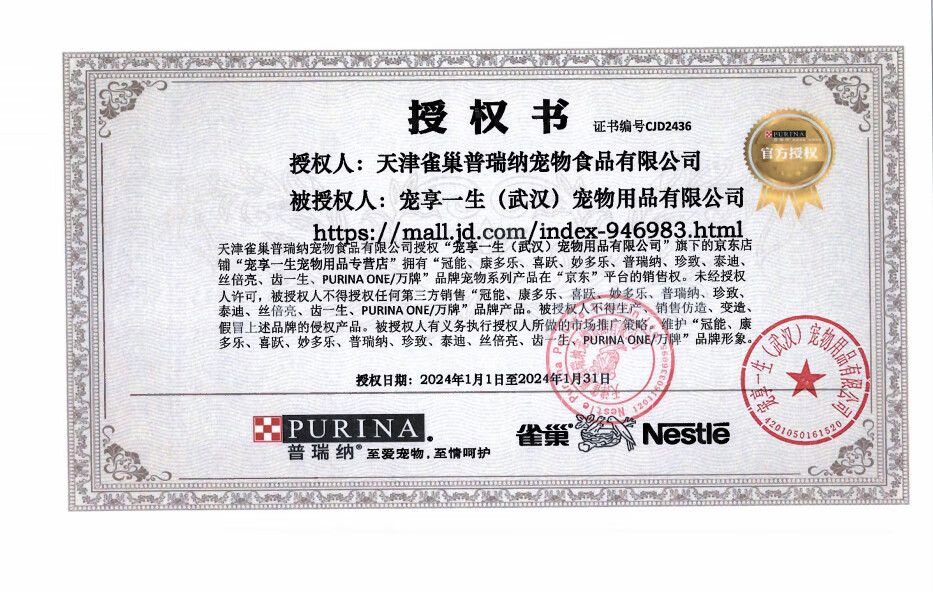 授权书 证书编号CJD2436
PURINA
官方授权
授权人：天津雀巢普瑞纳宠物食品有限公司
被授权人：宠享一生（武汉）宠物用品有限公司
https://mall.jd.com/index-946983.html
天津雀巢普瑞纳宠物食品有限公司授权“宠享一生（武汉）宠物用品有限公司”旗下的京东店
铺“宠享一生宠物用品专营店”拥有“冠能、康多乐、喜跃、妙多乐、普瑞纳、珍致、泰迪、
丝倍亮、齿一生、PURINA ONE/万牌”品牌宠物系列产品在“京东”平台的销售权。未经授权
人许可，被授权人不得授权任何第三方销售“冠能、康多乐、喜跃、妙多乐、普瑞纳、珍致、
泰迪、丝倍亮、齿一生、PURINA ONE/万牌”品牌产品。被授权人不得生产、销售仿造、变造、
假冒上述品牌的侵权产品。被授权人有义务执行授权人所做的市场推广策略。维护“冠能、康
多乐、喜跃、妙多乐、普瑞纳、珍致、泰迪、丝倍亮、齿一生、PURINA ONE/万牌”品牌形象。
授权日期：2024年1月1日至2024年1月31日
宠享一生（武汉）宠物用品有限公司
4201050161520
PURINA
普瑞纳® 至爱宠物，至情呵护
雀巢® Nestlé